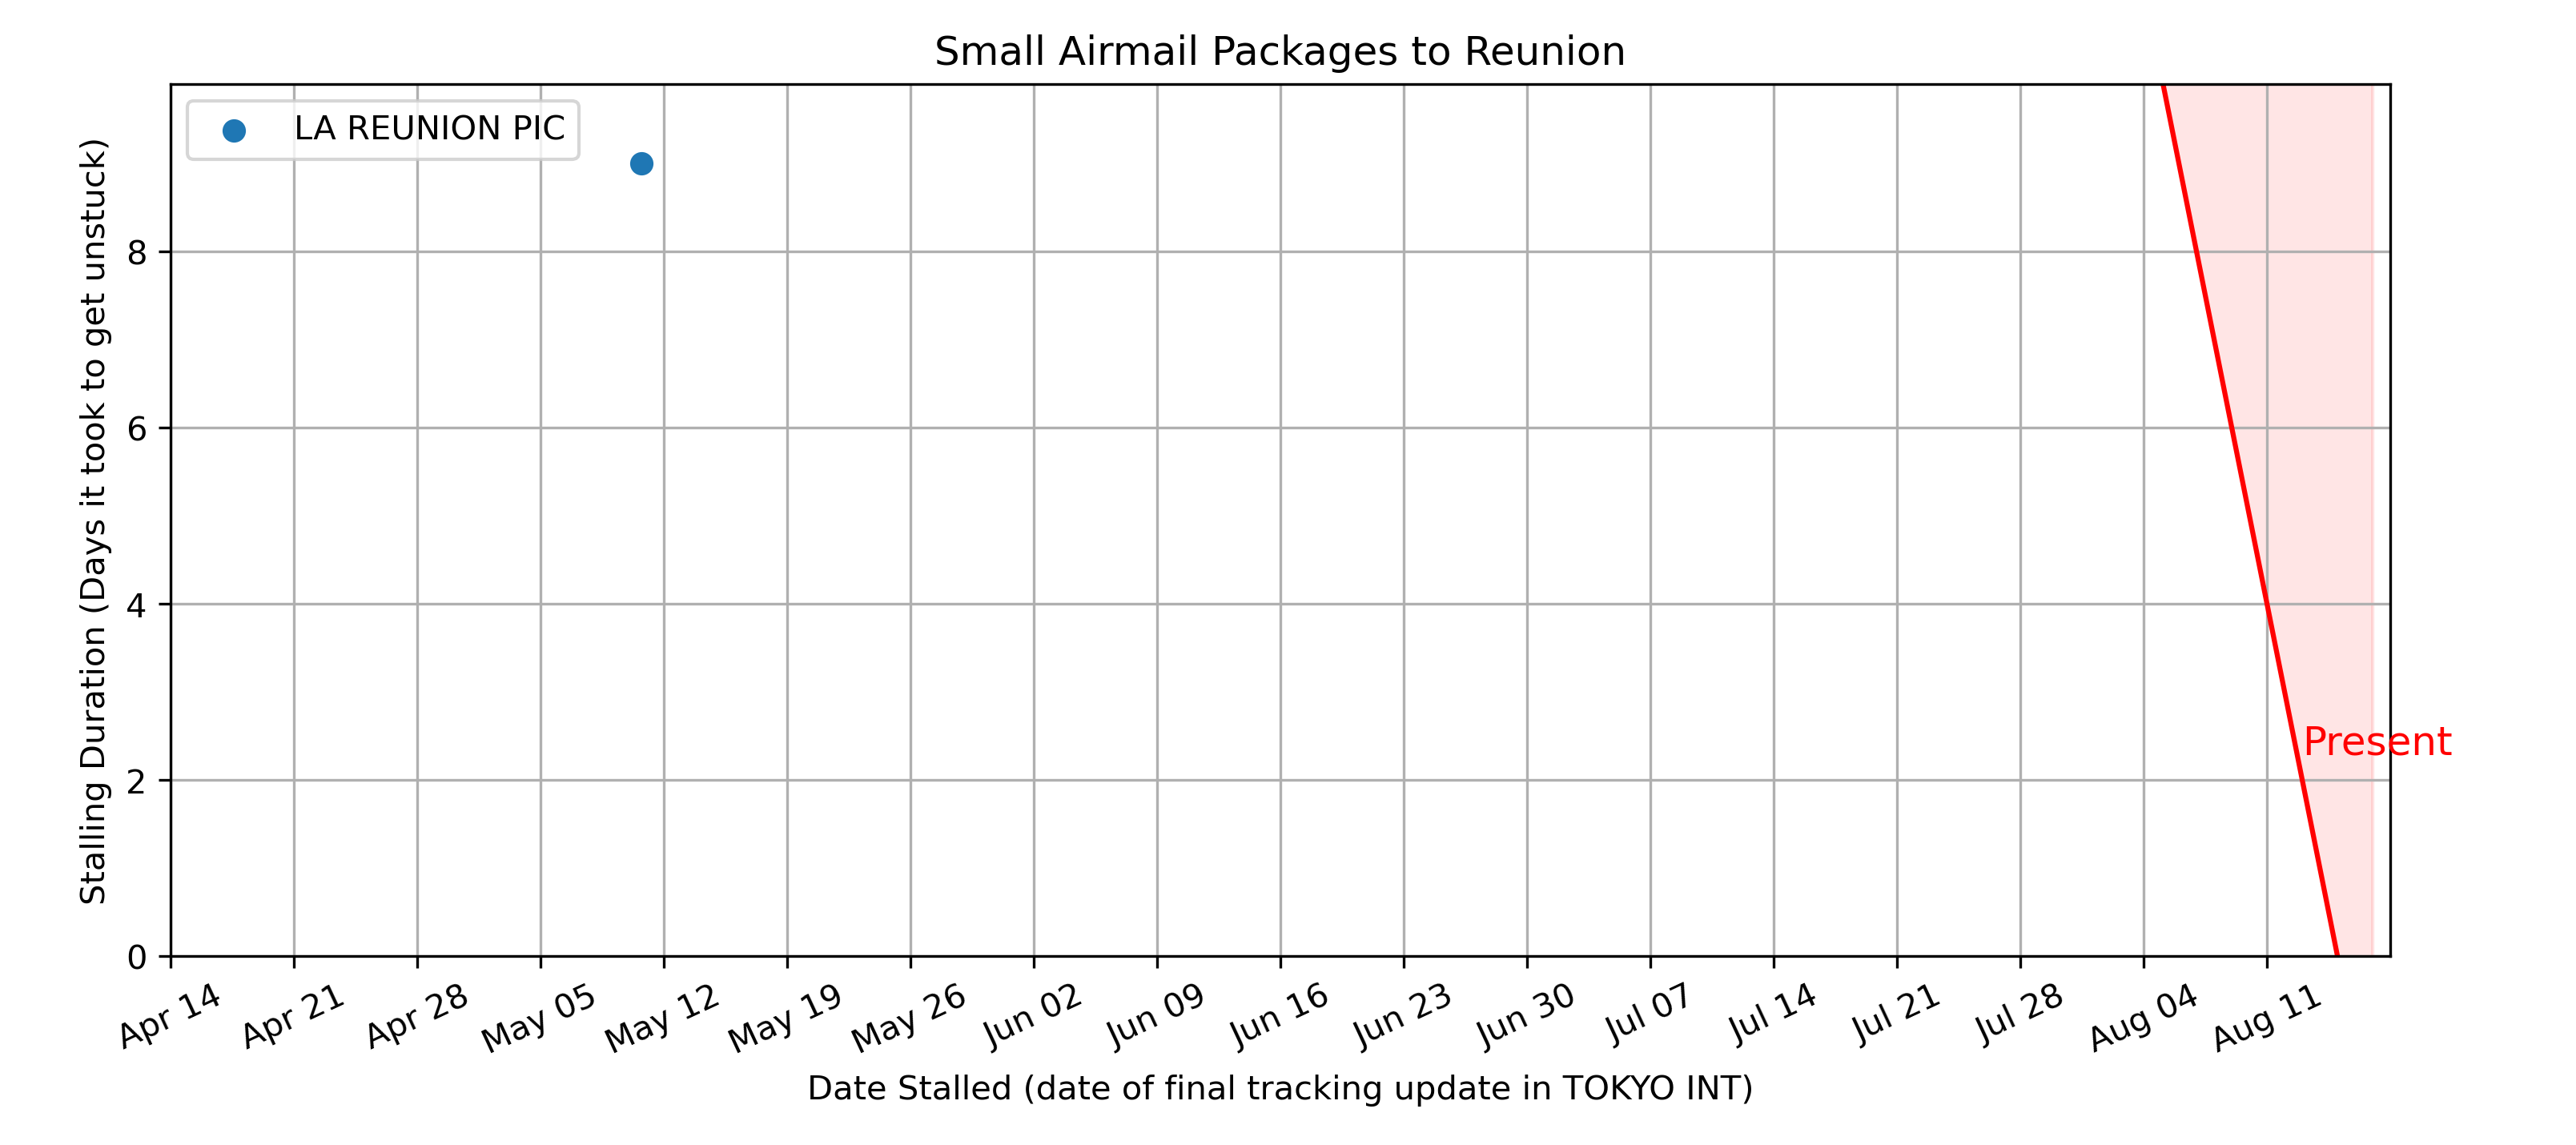 Small Airmail Packages to Reunion
LA REUNION PIC
Stalling Duration (Days it took to get unstuck)
8
6
4
2
0
Present
Apr 14
Apr 21
Apr 28
May 05
May 12
May 19
May 26
Jun 02
Jun 09
Jun 16
Jun 23
Jun 30
Jul 07
Jul 14
Jul 21
Jul 28
Aug 04
Aug 11
Date Stalled (date of final tracking update in TOKYO INT)